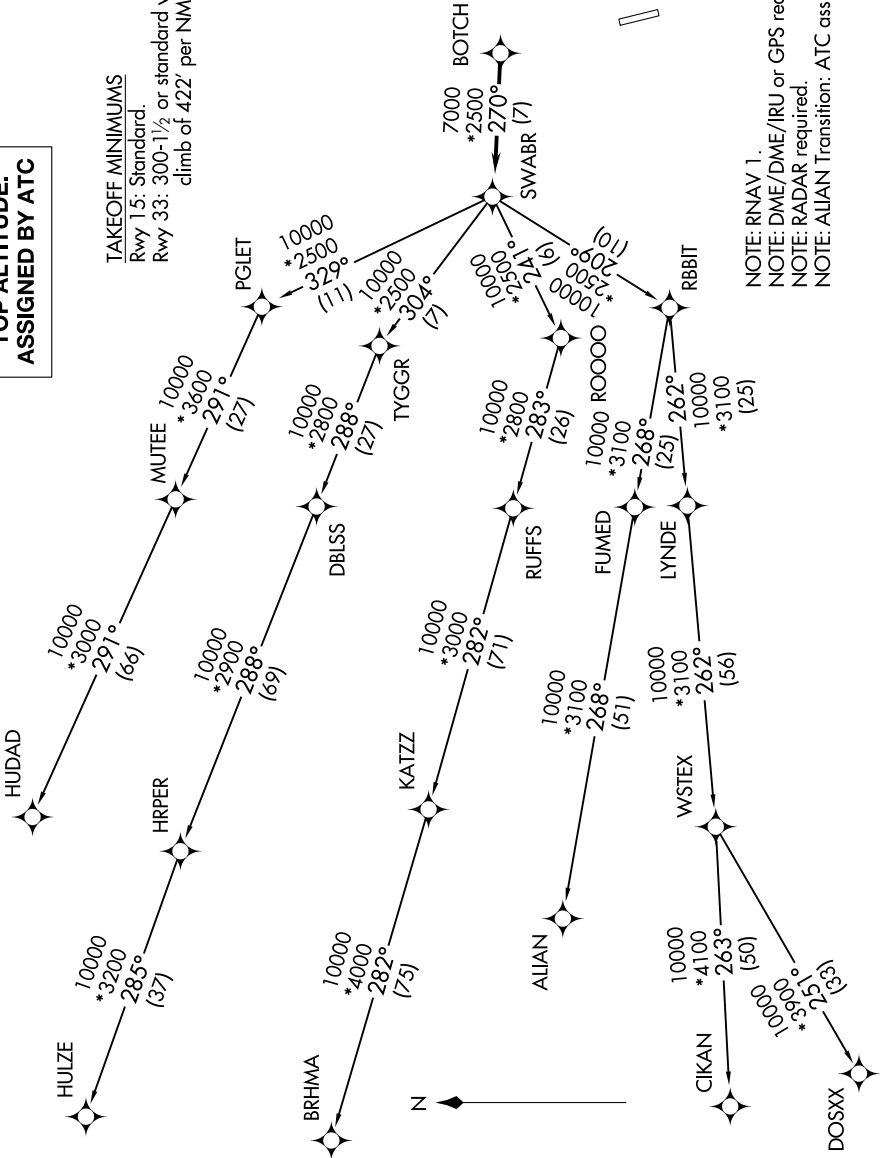 TOP ALTITUDE:
ASSIGNED BY ATC
TAKEOFF MINIMUMS
Rwy 15: Standard.
Rwy 33: 300-1½ or standard
climb of 422' per NM
HUDAD
10000
*3000
291°
(66)
MUTEE
10000
*3600
291°
(27)
PGLET
10000
*2500
329°
(11)
HULZE
10000
*3200
285°
(37)
HRPER
10000
*2900
288°
(69)
DBLSS
10000
*2800
288°
(27)
TYGGR
10000
*2500
304°
(7)
BRHMA
10000
*4000
282°
(75)
KATZZ
10000
*3000
282°
(71)
RUFFS
10000
*2800
283°
(26)
ROOOO
10000
*2500
241°
(6)
SWABR
7000
*2500
270°
(7)
BOTCH
10000
*2500
209°
(10)
RBBIT
ALIAN
10000
*3100
268°
(51)
FUMED
10000
*3100
268°
(25)
CIKAN
10000
*4100
263°
(50)
DOSXX
10000
*3900
251°
(33)
WSTEX
10000
*3100
262°
(56)
LYNDE
262°
10000
*3100
(25)
N
NOTE: RNAV 1.
NOTE: DME/DME/IRU or GPS
NOTE: RADAR required.
NOTE: ALIAN Transition: ATC